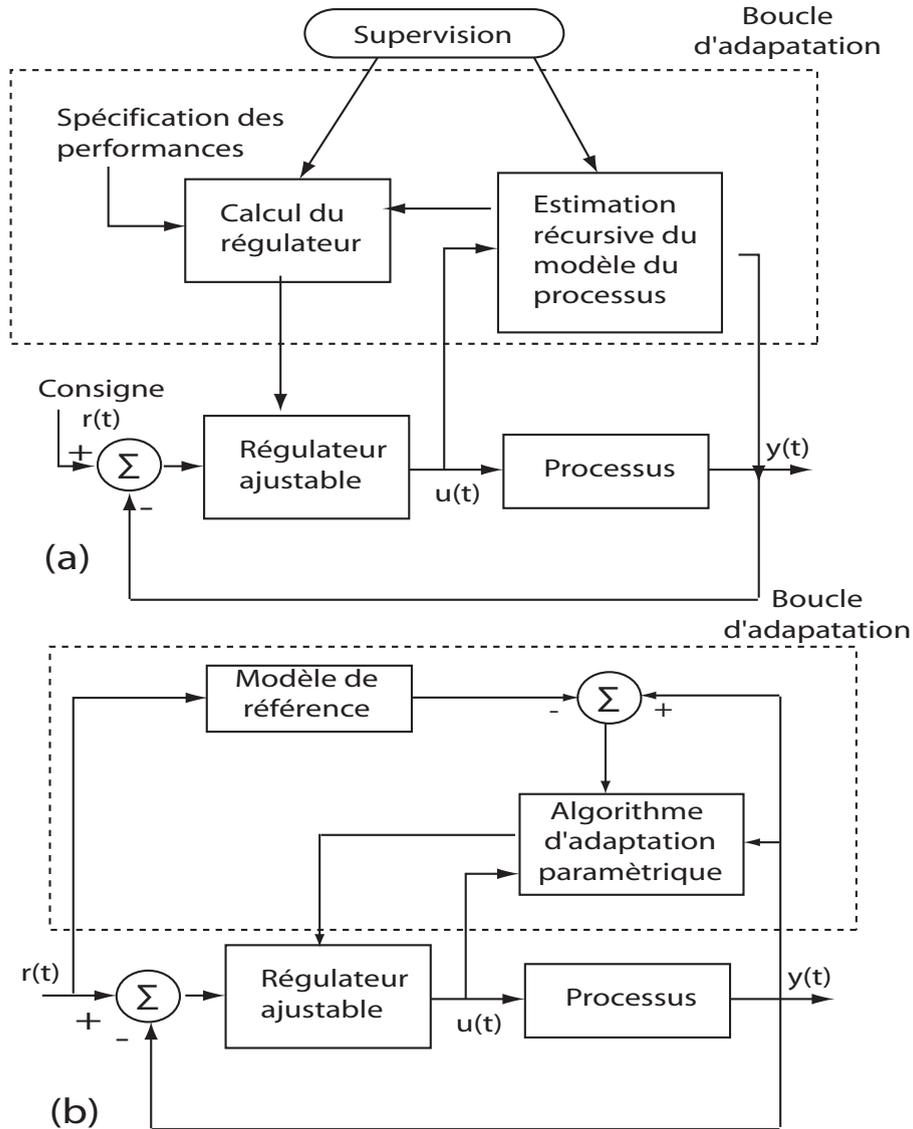 Supervision
Boucle
d'adapatation
Spécification des
performances
Calcul du
régulateur
Estimation
récursive du
modèle du
processus
Consigne
r(t)
+
Σ
-
Régulateur
ajustable
u(t)
Processus
y(t)
(a)
Boucle
d'adapatation
Modèle de
référence
-
Σ
+
Algorithme
d'adaptation
paramètrique
r(t)
+
Σ
-
Régulateur
ajustable
u(t)
Processus
y(t)
(b)